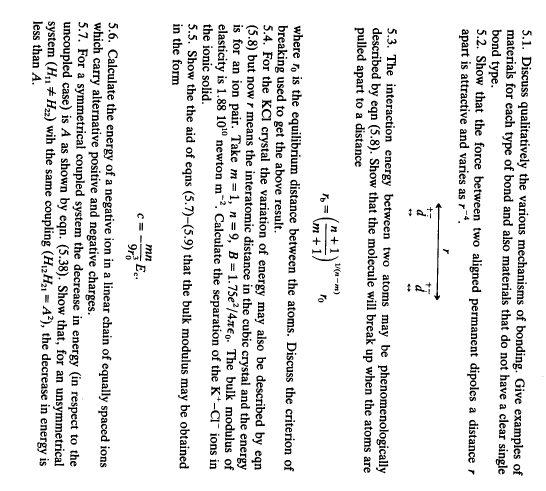 5.1. Discuss qualitatively the various mechanisms of bonding. Give examples of
materials for each type of bond and also materials that do not have a clear single
bond type.
5.2. Show that the force between two aligned permanent dipoles a distance r
apart is attractive and varies as r⁻⁴.
r
+− +−
p d
5.3. The interaction energy between two atoms may be phenomenologically
described by eqn (5.8). Show that the molecule will break up when the atoms are
pulled apart to a distance
r_b = ((n+1)/(m+1))^{1/(n−m)} r₀
where r₀ is the equilibrium distance between the atoms. Discuss the criterion of
breaking used to get the above result.
5.4. For the KCl crystal the variation of energy may also be described by eqn
(5.8) but now r means the interatomic distance in the cubic crystal and the energy
is for an ion pair. Take m = 1, n = 9, B = 1.75e²/4πε₀. The bulk modulus of
elasticity is 1.88 10¹⁰ newton m⁻². Calculate the separation of the K⁺–Cl⁻ ions in
the ionic solid.
5.5. Show the the aid of eqns (5.7)–(5.9) that the bulk modulus may be obtained
in the form
c = −mn/9r₀³ E_c.
5.6. Calculate the energy of a negative ion in a linear chain of equally spaced ions
which carry alternative positive and negative charges.
5.7. For a symmetrical coupled system the decrease in energy (in respect to the
uncoupled case) is A as shown by eqn. (5.38). Show that, for an unsymmetrical
system (H₁₁ ≠ H₂₂) wih the same coupling (H₁₂H₂₁ = A²), the decrease in energy is
less than A.